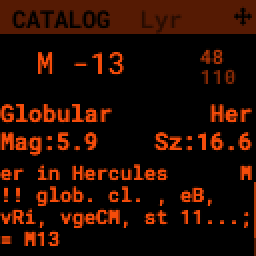 CATALOG Lyr
M -13 48
110
Globular Her
Mag:5.9 Sz:16.6
er in Hercules M
!! glob. cl. , eB,
vRi, vgeCM, st 11...;
= M13